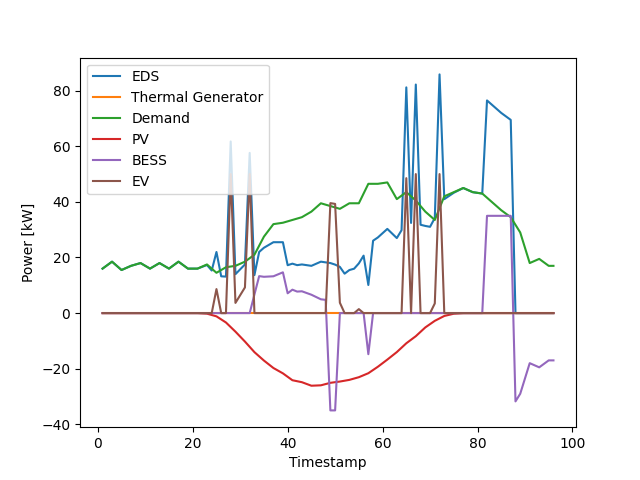 EDS
Thermal Generator
Demand
PV
BESS
EV
80
60
40
20
0
−20
−40
Power [kW]
0 20 40 60 80 100
Timestamp